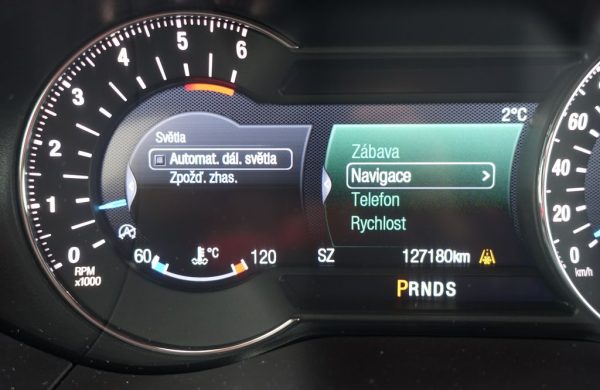 6
5
4
3
2
1
0
RPM
x1000
Světla
Automat. dál. světla
Zpožď. zhas.
60
°C
120
2°C
Zábava
Navigace >
Telefon
Rychlost
SZ
127180km
PRNDS
60
40
20
0
km/h